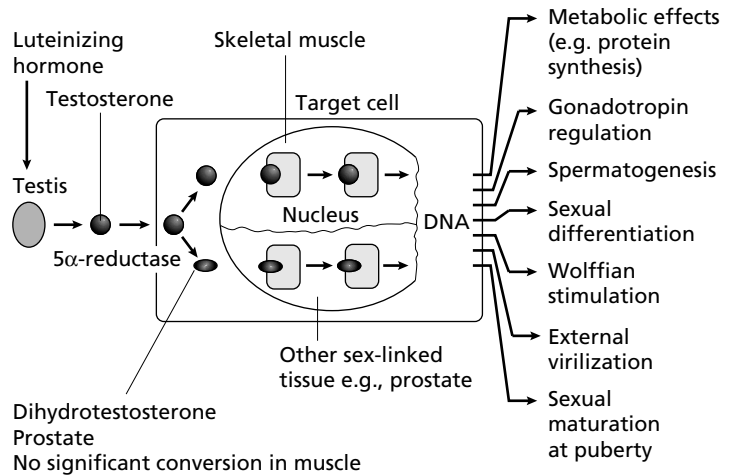 Luteinizing
hormone
Testosterone
Testis
5α-reductase
Skeletal muscle
Target cell
Nucleus
DNA
Other sex-linked
tissue e.g., prostate
Dihydrotestosterone
Prostate
No significant conversion in muscle
Metabolic effects
(e.g. protein
synthesis)
Gonadotropin
regulation
Spermatogenesis
Sexual
differentiation
Wolffian
stimulation
External
virilization
Sexual
maturation
at puberty